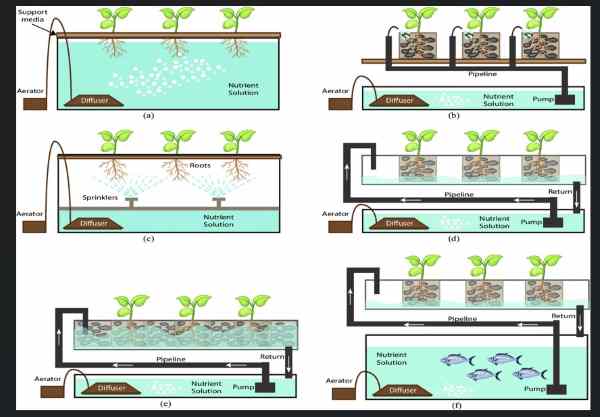 Support
media
Aerator
Diffuser
Nutrient
Solution
(a)
Pipeline
Aerator
Diffuser
Nutrient
Solution
Pump
(b)
Roots
Sprinklers
Aerator
Diffuser
Nutrient
Solution
(c)
Pipeline
Return
Aerator
Diffuser
Nutrient
Solution
Pump
(d)
Pipeline
Return
Aerator
Diffuser
Nutrient
Solution
Pump
(e)
Pipeline
Return
Nutrient
Solution
Aerator
Diffuser
Pump
(f)